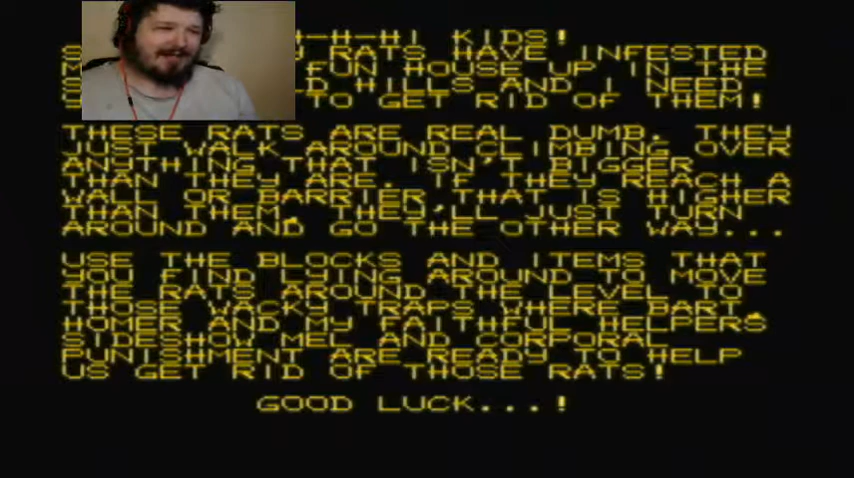 H-H-HI KIDS!
RATS HAVE INFESTED
FUN HOUSE UP IN THE
HILLS AND I NEED
TO GET RID OF THEM!
THESE RATS ARE REAL DUMB. THEY
JUST WALK AROUND CLIMBING OVER
ANYTHING THAT ISN'T BIGGER
THAN THEY ARE. IF THEY REACH A
WALL OR BARRIER THAT IS HIGHER
THAN THEM, THEY'LL JUST TURN
AROUND AND GO THE OTHER WAY...
USE THE BLOCKS AND ITEMS THAT
YOU FIND LYING AROUND TO MOVE
THE RATS AROUND THE LEVEL TO
THOSE WACKY TRAPS WHERE BART,
HOMER AND MY FAITHFUL HELPERS
SIDESHOW MEL AND CORPORAL
PUNISHMENT ARE READY TO HELP
US GET RID OF THOSE RATS!
GOOD LUCK...!